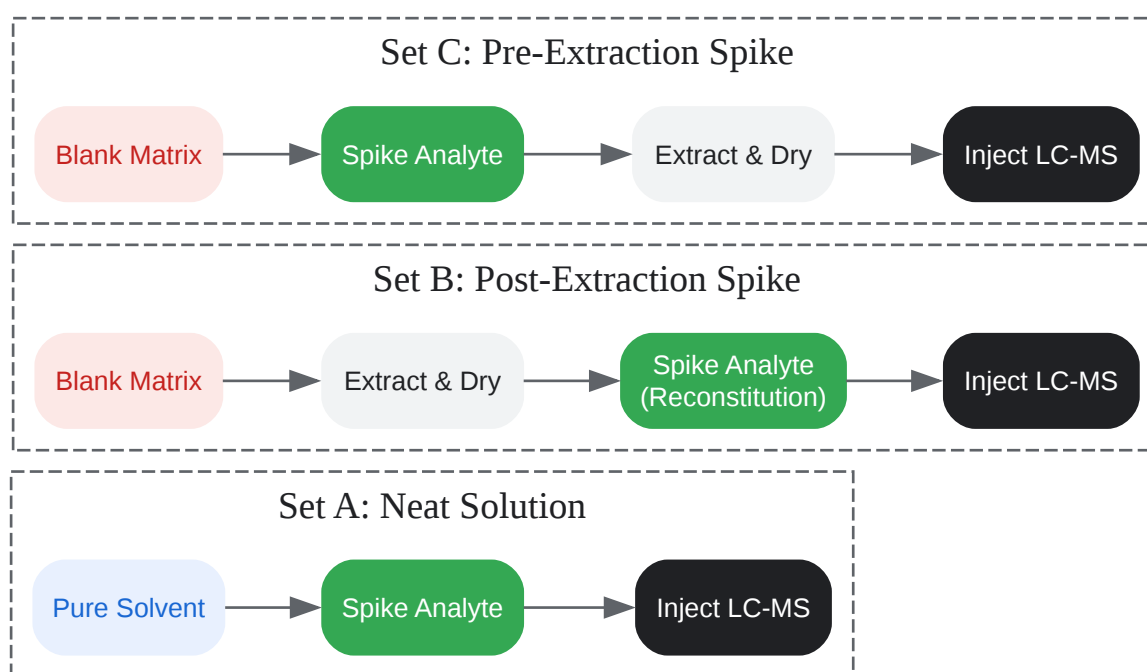 Set C: Pre-Extraction Spike
Blank Matrix
Spike Analyte
Extract & Dry
Inject LC-MS
Set B: Post-Extraction Spike
Blank Matrix
Extract & Dry
Spike Analyte
(Reconstitution)
Inject LC-MS
Set A: Neat Solution
Pure Solvent
Spike Analyte
Inject LC-MS